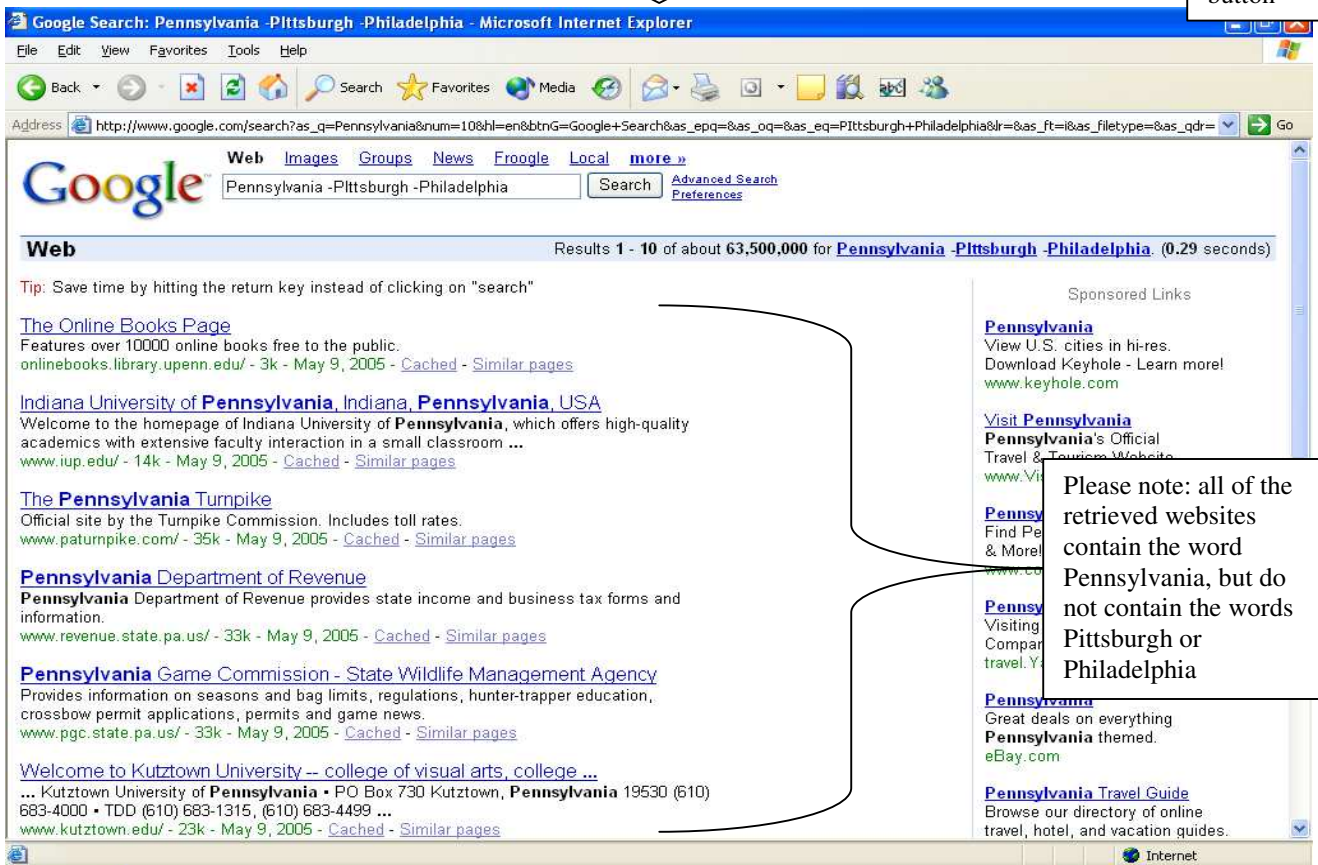 button
Google Search: Pennsylvania -PIttsburgh -Philadelphia - Microsoft Internet Explorer
File Edit View Favorites Tools Help
Back Search Favorites Media
Address http://www.google.com/search?as_q=Pennsylvania&num=10&hl=en&btnG=Google+Search&as_epq=&as_oq=&as_eq=PIttsburgh+Philadelphia&lr=&as_ft=i&as_filetype=&as_qdr= Go
Web Images Groups News Froogle Local more »
Google
Pennsylvania -PIttsburgh -Philadelphia Search Advanced Search
Preferences
Web Results 1 - 10 of about 63,500,000 for Pennsylvania -PIttsburgh -Philadelphia. (0.29 seconds)
Tip: Save time by hitting the return key instead of clicking on "search"
The Online Books Page
Features over 10000 online books free to the public.
onlinebooks.library.upenn.edu/ - 3k - May 9, 2005 - Cached - Similar pages
Indiana University of Pennsylvania, Indiana, Pennsylvania, USA
Welcome to the homepage of Indiana University of Pennsylvania, which offers high-quality
academics with extensive faculty interaction in a small classroom ...
www.iup.edu/ - 14k - May 9, 2005 - Cached - Similar pages
The Pennsylvania Turnpike
Official site by the Turnpike Commission. Includes toll rates.
www.paturnpike.com/ - 35k - May 9, 2005 - Cached - Similar pages
Pennsylvania Department of Revenue
Pennsylvania Department of Revenue provides state income and business tax forms and
information.
www.revenue.state.pa.us/ - 33k - May 9, 2005 - Cached - Similar pages
Pennsylvania Game Commission - State Wildlife Management Agency
Provides information on seasons and bag limits, regulations, hunter-trapper education,
crossbow permit applications, permits and game news.
www.pgc.state.pa.us/ - 33k - May 9, 2005 - Cached - Similar pages
Welcome to Kutztown University -- college of visual arts, college ...
... Kutztown University of Pennsylvania • PO Box 730 Kutztown, Pennsylvania 19530 (610)
683-4000 • TDD (610) 683-1315, (610) 683-4499 ...
www.kutztown.edu/ - 23k - May 9, 2005 - Cached - Similar pages
Sponsored Links
Pennsylvania
View U.S. cities in hi-res.
Download Keyhole - Learn more!
www.keyhole.com
Visit Pennsylvania
Pennsylvania's Official
Travel & Tourism Website
Find
& More!
Visiting
Pennsylvania
Great deals on everything
Pennsylvania themed.
eBay.com
Pennsylvania Travel Guide
Browse our directory of online
travel, hotel, and vacation guides.
Please note: all of the
retrieved websites
contain the word
Pennsylvania, but do
not contain the words
Pittsburgh or
Philadelphia
Internet